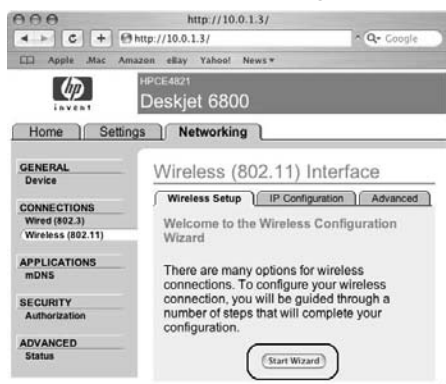 http://10.0.1.3/
http://10.0.1.3/
Google
Apple .Mac Amazon eBay Yahoo! News
hp
invent
HPCE4821
Deskjet 6800
Home Settings Networking
GENERAL
Device
CONNECTIONS
Wired (802.3)
Wireless (802.11)
APPLICATIONS
mDNS
SECURITY
Authorization
ADVANCED
Status
Wireless (802.11) Interface
Wireless Setup IP Configuration Advanced
Welcome to the Wireless Configuration
Wizard
There are many options for wireless
connections. To configure your wireless
connection, you will be guided through a
number of steps that will complete your
configuration.
Start Wizard